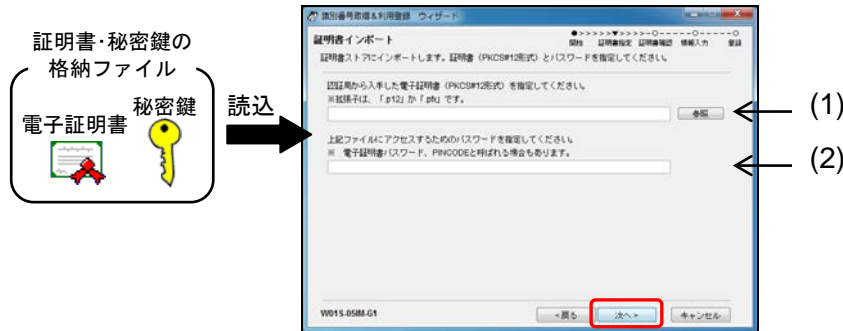 証明書･秘密鍵の
格納ファイル
電子証明書
秘密鍵
読込
識別番号取得&利用登録 ウィザード
証明書インポート
●>>>>>▼>>>>>○-----○-----○
開始 証明書指定 証明書確認 情報入力 登録
証明書ストアにインポートします。証明書（PKCS#12形式）とパスワードを指定してください。
認証局から入手した電子証明書（PKCS#12形式）を指定してください。
※拡張子は、「.p12」か「.pfx」です。
参照
(1)
上記ファイルにアクセスするためのパスワードを指定してください。
※ 電子証明書パスワード、PINCODEと呼ばれる場合もあります。
(2)
W01S-05IM-G1
<戻る
次へ>
キャンセル